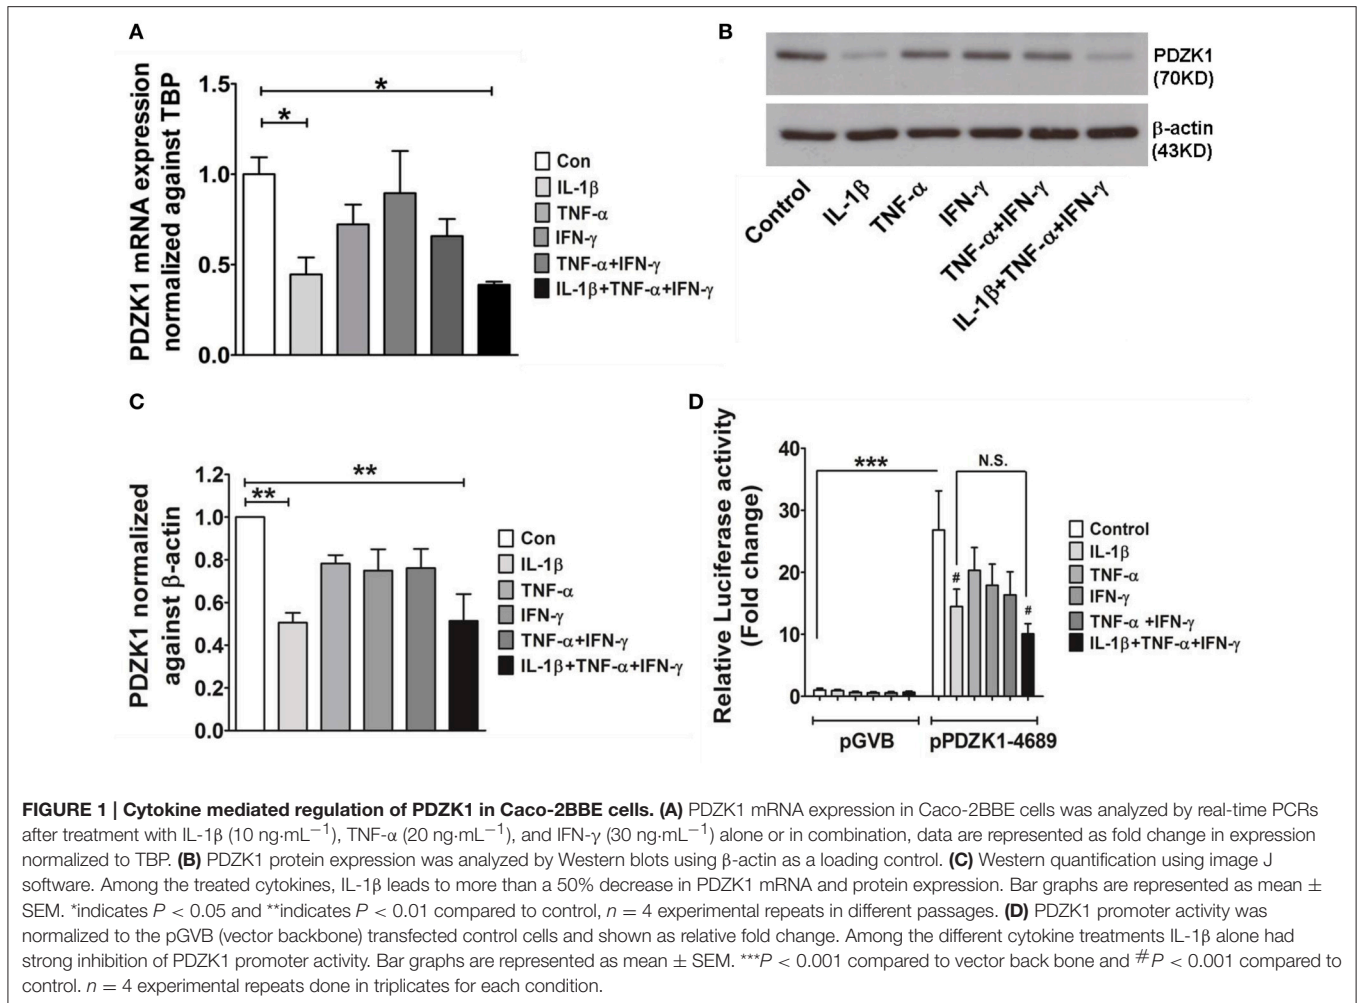 A
PDZK1 mRNA expression
normalized against TBP
1.5
1.0
0.5
0.0
*
*
Con
IL-1β
TNF-α
IFN-γ
TNF-α+IFN-γ
IL-1β+TNF-α+IFN-γ
B
PDZK1
(70KD)
β-actin
(43KD)
Control
IL-1β
TNF-α
IFN-γ
TNF-α+IFN-γ
IL-1β+TNF-α+IFN-γ
C
PDZK1 normalized
against β-actin
1.2
1.0
0.8
0.6
0.4
0.2
0.0
**
**
Con
IL-1β
TNF-α
IFN-γ
TNF-α+IFN-γ
IL-1β+TNF-α+IFN-γ
D
Relative Luciferase activity
(Fold change)
40
30
20
10
0
***
N.S.
#
#
pGVB
pPDZK1-4689
Control
IL-1β
TNF-α
IFN-γ
TNF-α +IFN-γ
IL-1β+TNF-α+IFN-γ
FIGURE 1 | Cytokine mediated regulation of PDZK1 in Caco-2BBE cells. (A) PDZK1 mRNA expression in Caco-2BBE cells was analyzed by real-time PCRs
after treatment with IL-1β (10 ng·mL−1), TNF-α (20 ng·mL−1), and IFN-γ (30 ng·mL−1) alone or in combination, data are represented as fold change in expression
normalized to TBP. (B) PDZK1 protein expression was analyzed by Western blots using β-actin as a loading control. (C) Western quantification using image J
software. Among the treated cytokines, IL-1β leads to more than a 50% decrease in PDZK1 mRNA and protein expression. Bar graphs are represented as mean ±
SEM. *indicates P < 0.05 and **indicates P < 0.01 compared to control, n = 4 experimental repeats in different passages. (D) PDZK1 promoter activity was
normalized to the pGVB (vector backbone) transfected control cells and shown as relative fold change. Among the different cytokine treatments IL-1β alone had
strong inhibition of PDZK1 promoter activity. Bar graphs are represented as mean ± SEM. ***P < 0.001 compared to vector back bone and #P < 0.001 compared to
control. n = 4 experimental repeats done in triplicates for each condition.